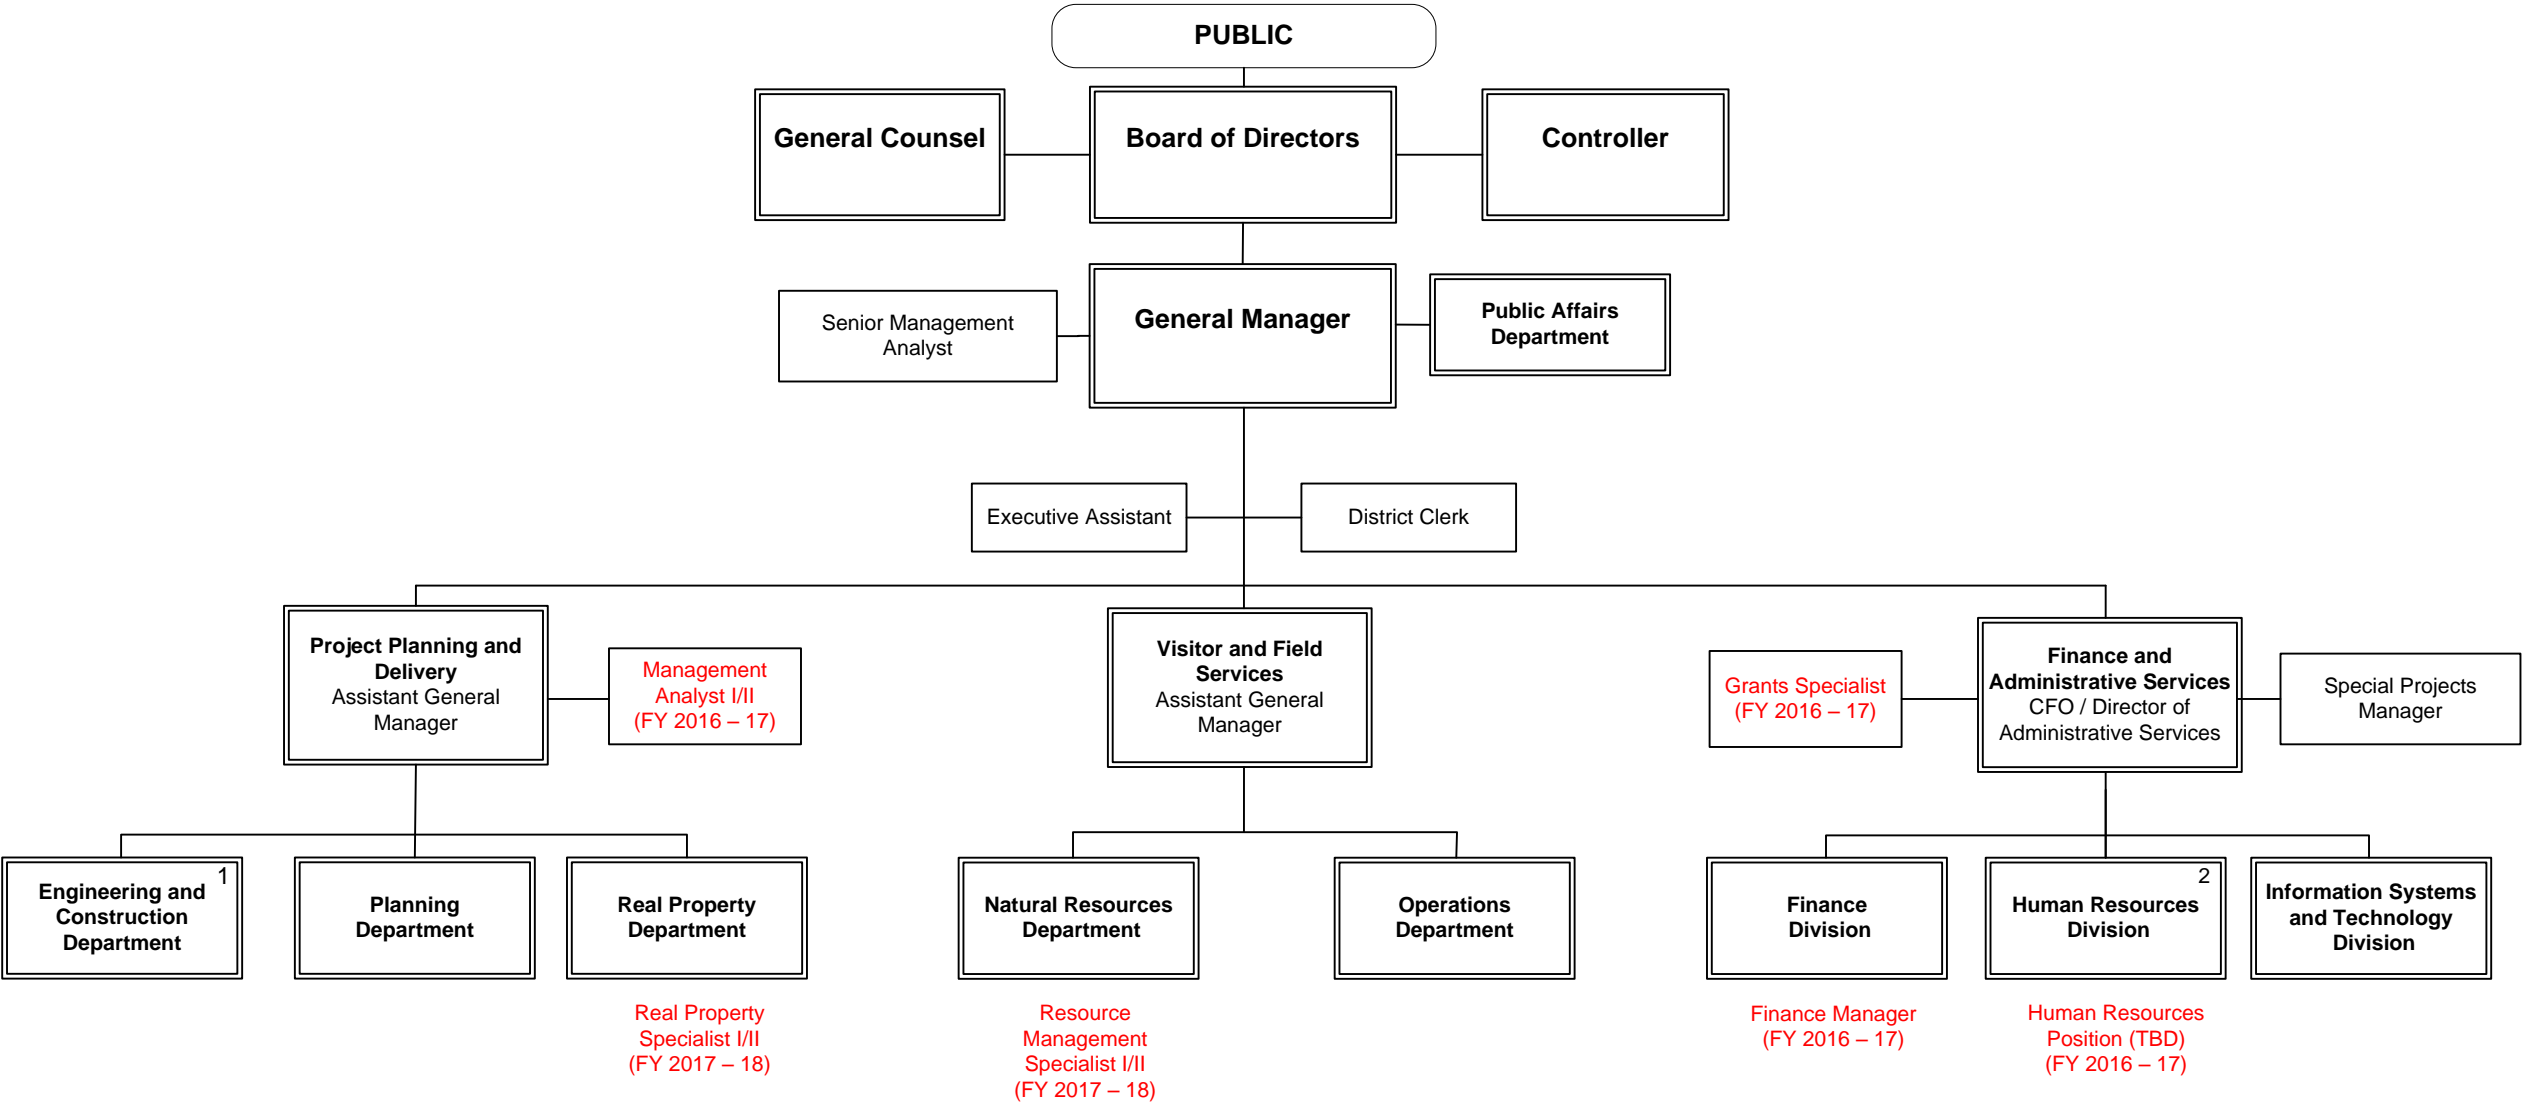 PUBLIC
General Counsel
Board of Directors
Controller
Senior Management
Analyst
General Manager
Public Affairs
Department
Executive Assistant
District Clerk
Project Planning and
Delivery
Assistant General
Manager
Management
Analyst I/II
(FY 2016 – 17)
Visitor and Field
Services
Assistant General
Manager
Grants Specialist
(FY 2016 – 17)
Finance and
Administrative Services
CFO / Director of
Administrative Services
Special Projects
Manager
Engineering and
Construction
Department
1
Planning
Department
Real Property
Department
Natural Resources
Department
Operations
Department
Finance
Division
2
Human Resources
Division
Information Systems
and Technology
Division
Real Property
Specialist I/II
(FY 2017 – 18)
Resource
Management
Specialist I/II
(FY 2017 – 18)
Finance Manager
(FY 2016 – 17)
Human Resources
Position (TBD)
(FY 2016 – 17)